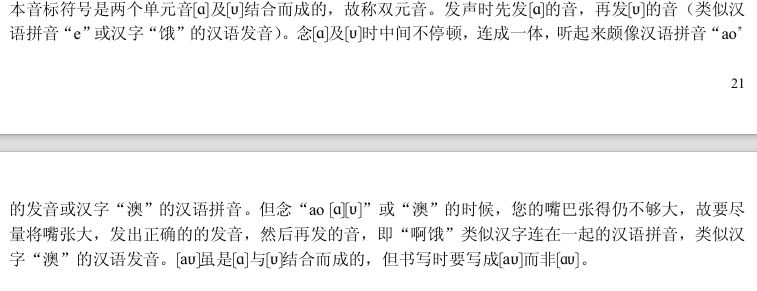 本音标符号是两个单元音[ɑ]及[ʊ]结合而成的，故称双元音。发声时先发[ɑ]的音，再发[ʊ]的音（类似汉
语拼音“e”或汉字“饿”的汉语发音）。念[ɑ]及[ʊ]时中间不停顿，连成一体，听起来颇像汉语拼音“ao”
21
的发音或汉字“澳”的汉语拼音。但念“ao [ɑ][ʊ]”或“澳”的时候，您的嘴巴张得仍不够大，故要尽
量将嘴张大，发出正确的的发音，然后再发的音，即“啊饿”类似汉字连在一起的汉语拼音，类似汉
字“澳”的汉语发音。[aʊ]虽是[ɑ]与[ʊ]结合而成的，但书写时要写成[aʊ]而非[ɑʊ]。